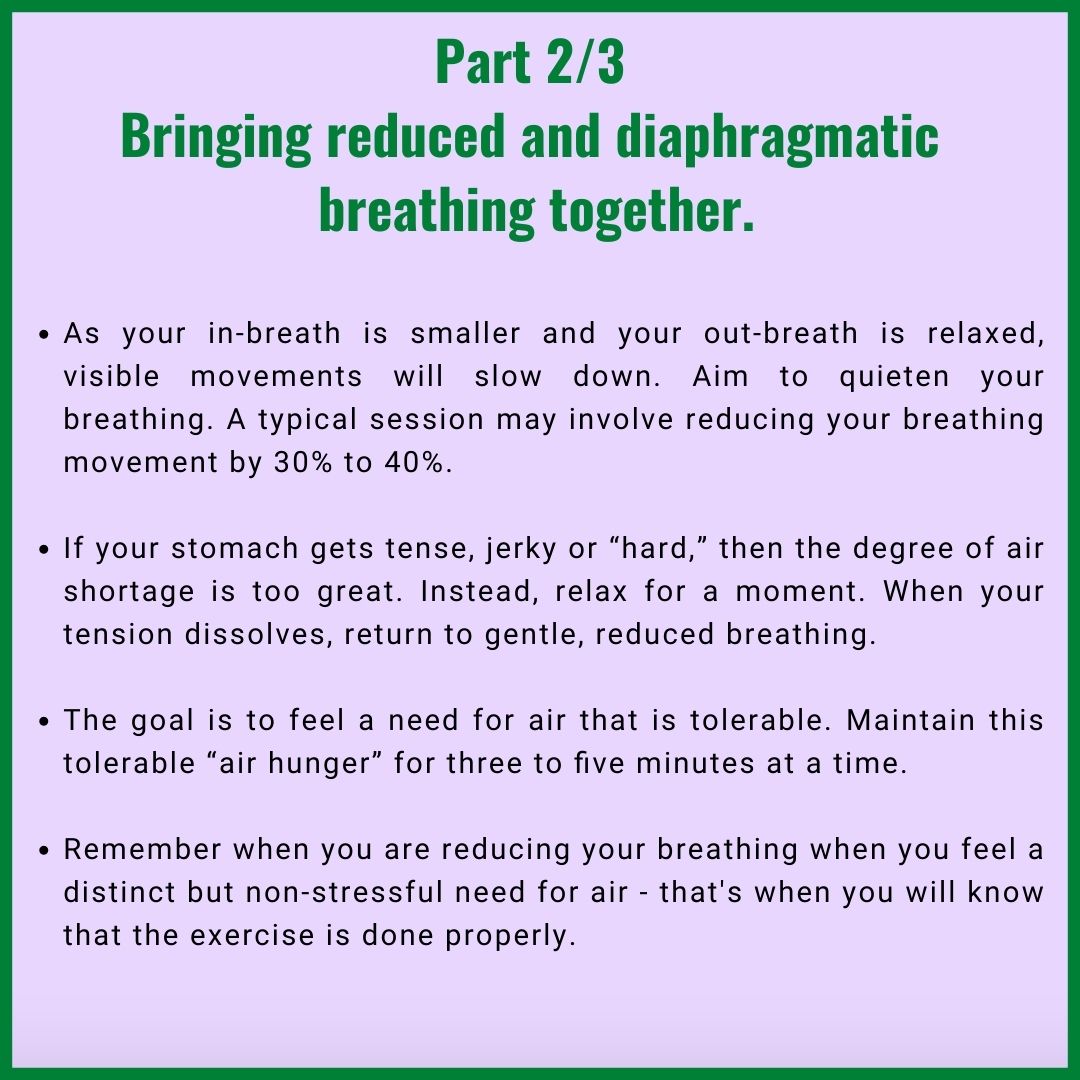 Part 2/3
Bringing reduced and diaphragmatic
breathing together.
• As your in-breath is smaller and your out-breath is relaxed,
visible movements will slow down. Aim to quieten your
breathing. A typical session may involve reducing your breathing
movement by 30% to 40%.
• If your stomach gets tense, jerky or “hard,” then the degree of air
shortage is too great. Instead, relax for a moment. When your
tension dissolves, return to gentle, reduced breathing.
• The goal is to feel a need for air that is tolerable. Maintain this
tolerable “air hunger” for three to five minutes at a time.
• Remember when you are reducing your breathing when you feel a
distinct but non-stressful need for air - that's when you will know
that the exercise is done properly.